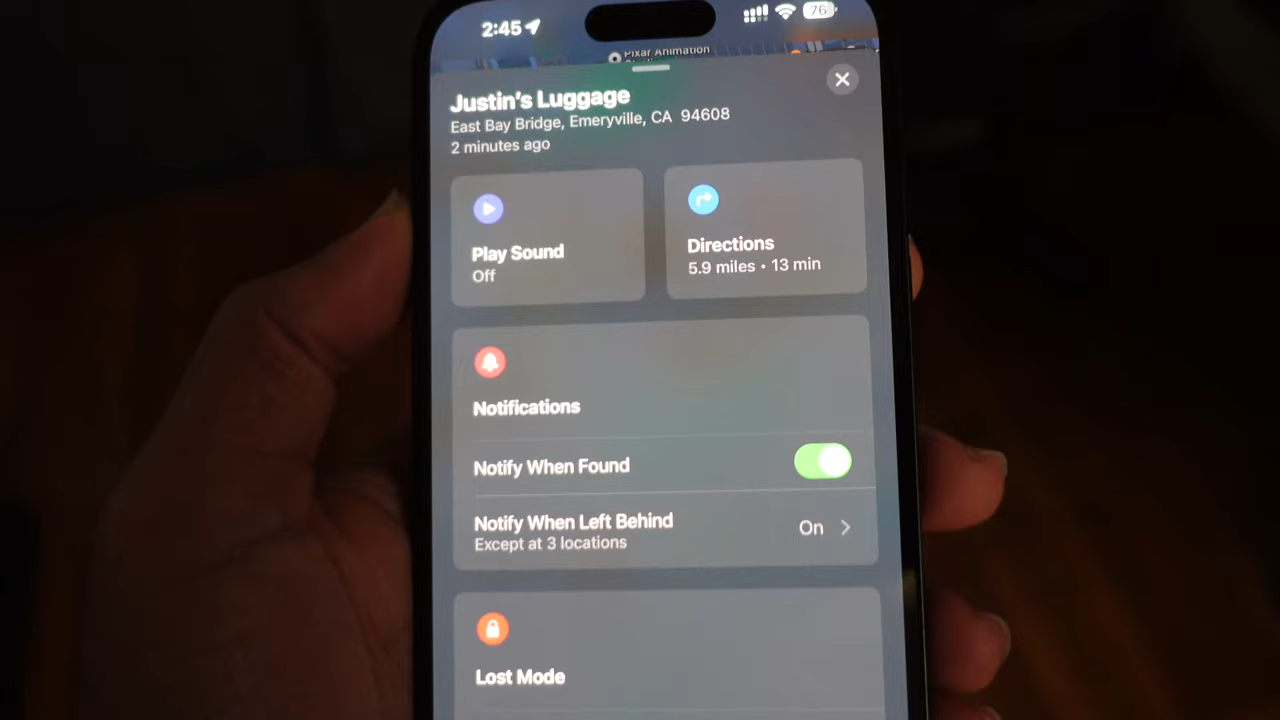 2:45
76
Pixar Animation
Justin's Luggage
East Bay Bridge, Emeryville, CA 94608
2 minutes ago
Play Sound
Off
Directions
5.9 miles • 13 min
Notifications
Notify When Found
Notify When Left Behind
On
Except at 3 locations
Lost Mode